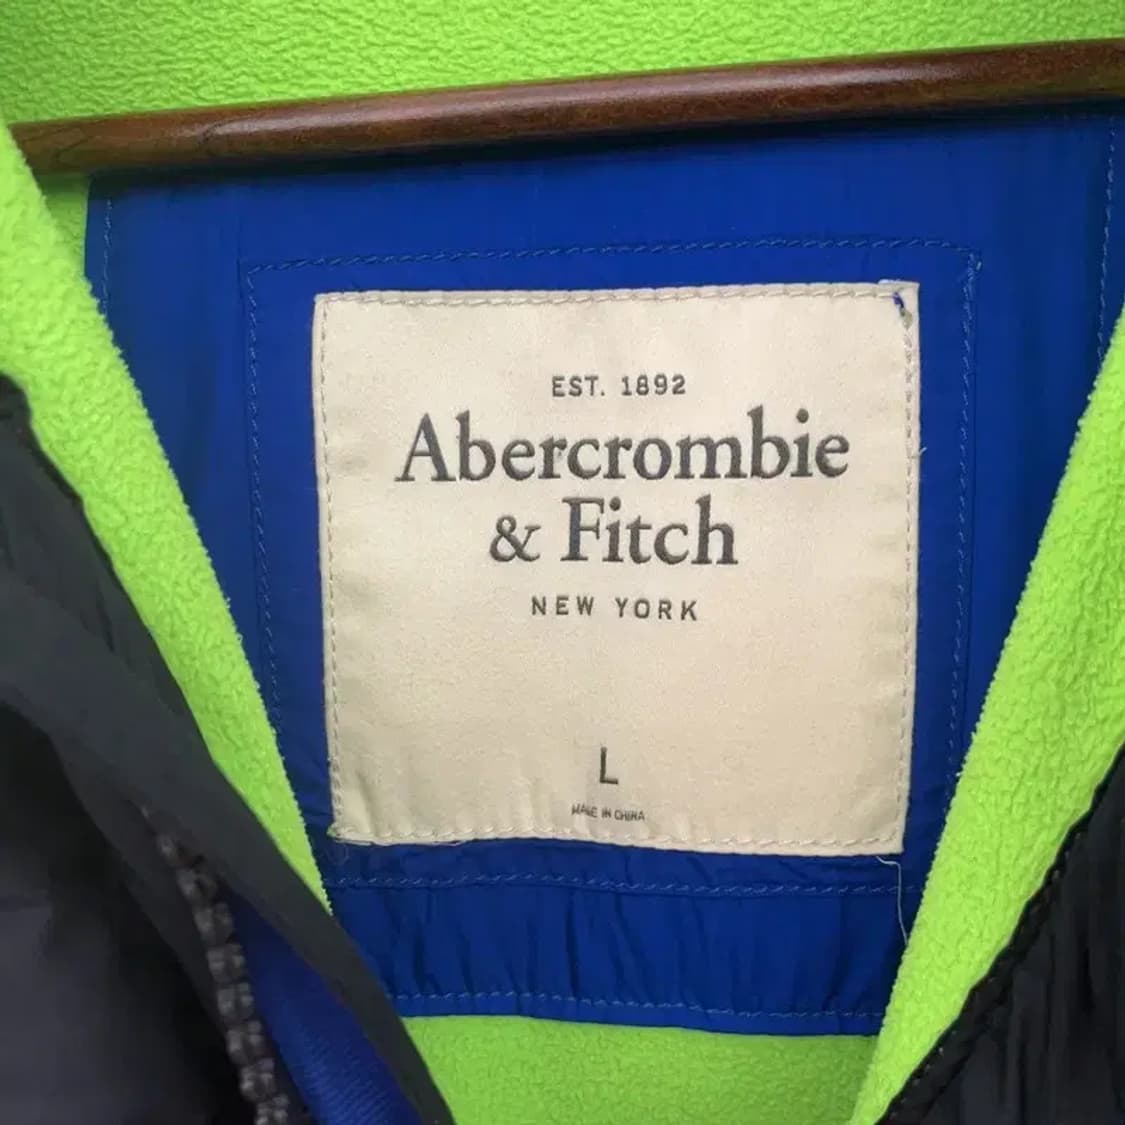 EST. 1892
Abercrombie
& Fitch
NEW YORK
L
MADE IN CHINA